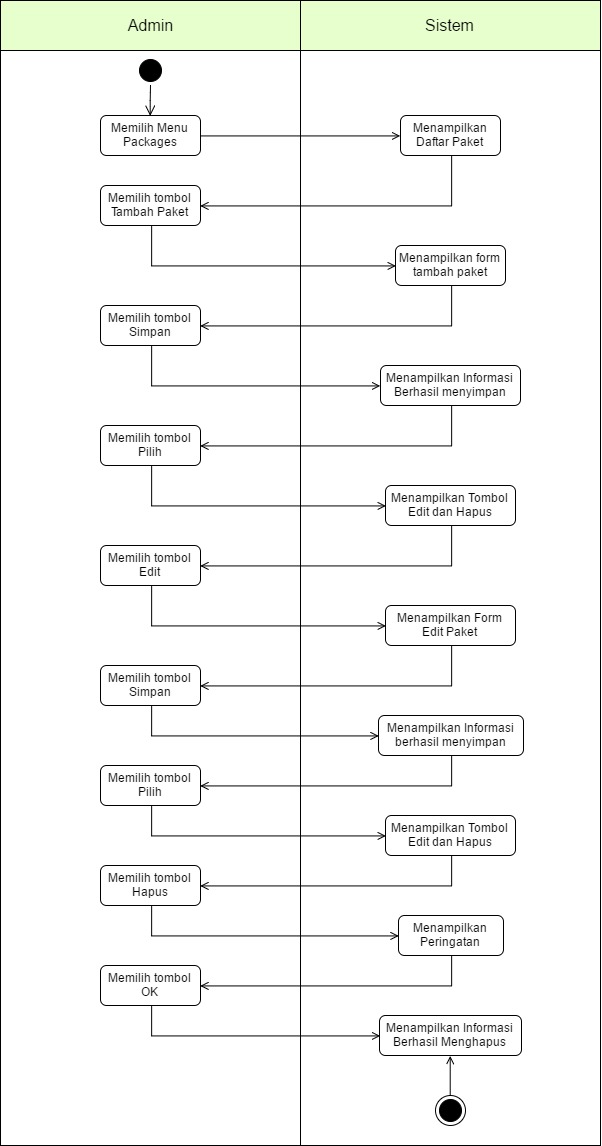 Admin
Sistem
Memilih Menu
Packages
Menampilkan
Daftar Paket
Memilih tombol
Tambah Paket
Menampilkan form
tambah paket
Memilih tombol
Simpan
Menampilkan Informasi
Berhasil menyimpan
Memilih tombol
Pilih
Menampilkan Tombol
Edit dan Hapus
Memilih tombol
Edit
Menampilkan Form
Edit Paket
Memilih tombol
Simpan
Menampilkan Informasi
berhasil menyimpan
Memilih tombol
Pilih
Menampilkan Tombol
Edit dan Hapus
Memilih tombol
Hapus
Menampilkan
Peringatan
Memilih tombol
OK
Menampilkan Informasi
Berhasil Menghapus